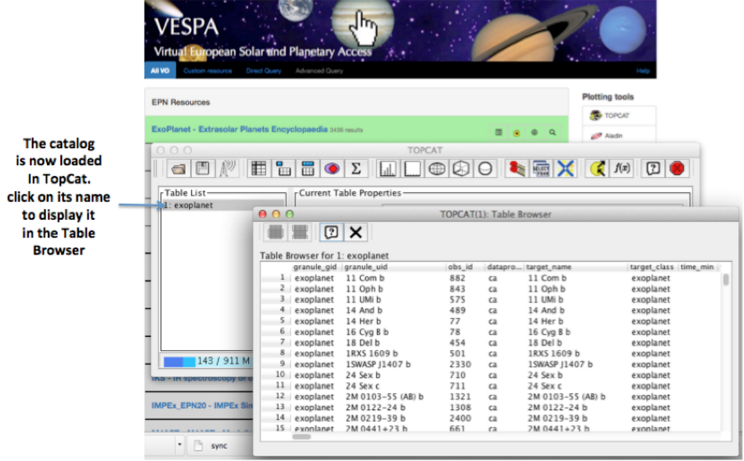 VESPA
Virtual European Solar and Planetary Access
All VO Custom resource Direct Query Advanced Query Help
EPN Resources
Plotting tools
ExoPlanet - Extrasolar Planets Encyclopaedia 3436 results
TOPCAT
Aladin
The catalog
is now loaded
In TopCat.
click on its name
to display it
in the Table
Browser
TOPCAT
Table List
Current Table Properties
1: exoplanet
TOPCAT(1): Table Browser
Table Browser for 1: exoplanet
granule_gid granule_uid obs_id datapro... target_name target_class time_min
1 exoplanet 11 Com b 882 ca 11 Com b exoplanet
2 exoplanet 11 Oph b 843 ca 11 Oph b exoplanet
3 exoplanet 11 UMi b 575 ca 11 UMi b exoplanet
4 exoplanet 14 And b 489 ca 14 And b exoplanet
5 exoplanet 14 Her b 77 ca 14 Her b exoplanet
6 exoplanet 16 Cyg B b 78 ca 16 Cyg B b exoplanet
7 exoplanet 18 Del b 454 ca 18 Del b exoplanet
8 exoplanet 1RXS 1609 b 501 ca 1RXS 1609 b exoplanet
9 exoplanet 1SWASP J1407 b 2330 ca 1SWASP J1407 b exoplanet
10 exoplanet 24 Sex b 710 ca 24 Sex b exoplanet
11 exoplanet 24 Sex c 711 ca 24 Sex c exoplanet
12 exoplanet 2M 0103-55 (AB) b 1321 ca 2M 0103-55 (AB) b exoplanet
13 exoplanet 2M 0122-24 b 1308 ca 2M 0122-24 b exoplanet
14 exoplanet 2M 0219-39 b 2400 ca 2M 0219-39 b exoplanet
15 exoplanet 2M 0441+23 b 661 ca 2M 0441+23 b exoplanet
143 / 911 M
IMPEx_EPN20 - IMPEx Sim
sync